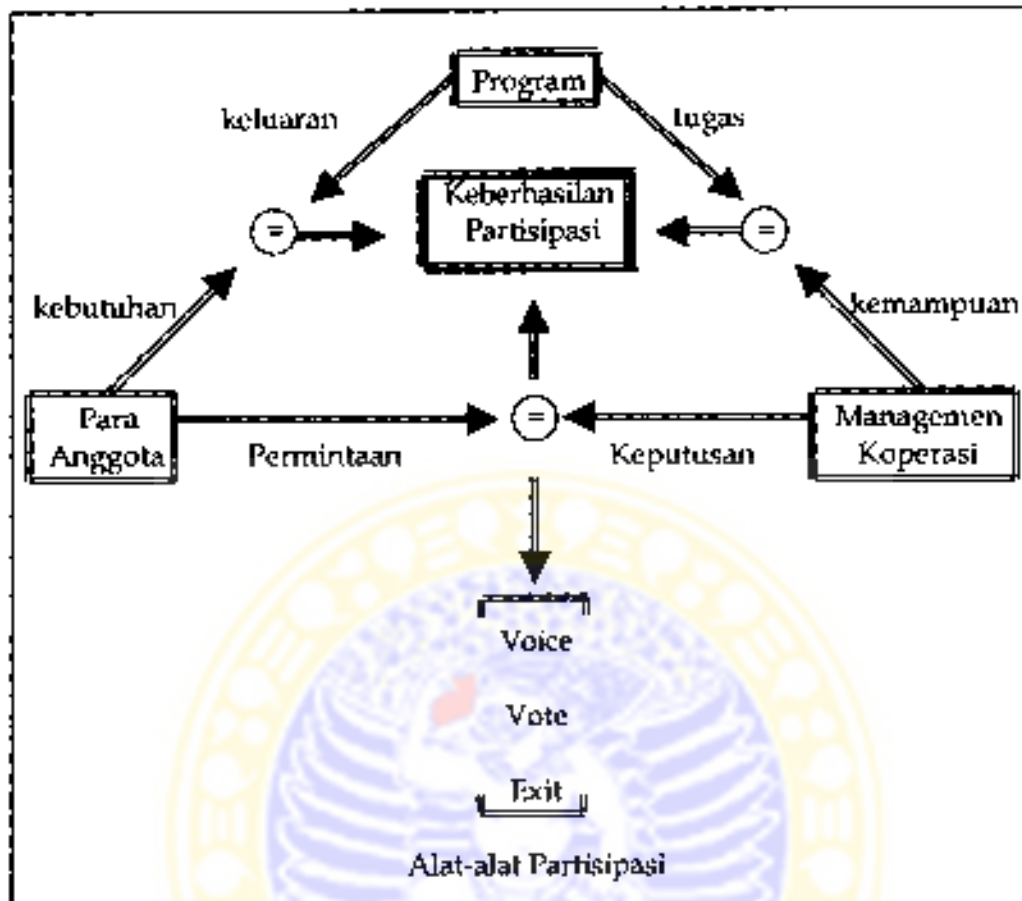 Program
keluaran
tugas
Keberhasilan
Partisipasi
=
=
kebutuhan
kemampuan
Para
Anggota
=
Managemen
Koperasi
Permintaan
Keputusan
Voice
Vote
Exit
Alat-alat Partisipasi